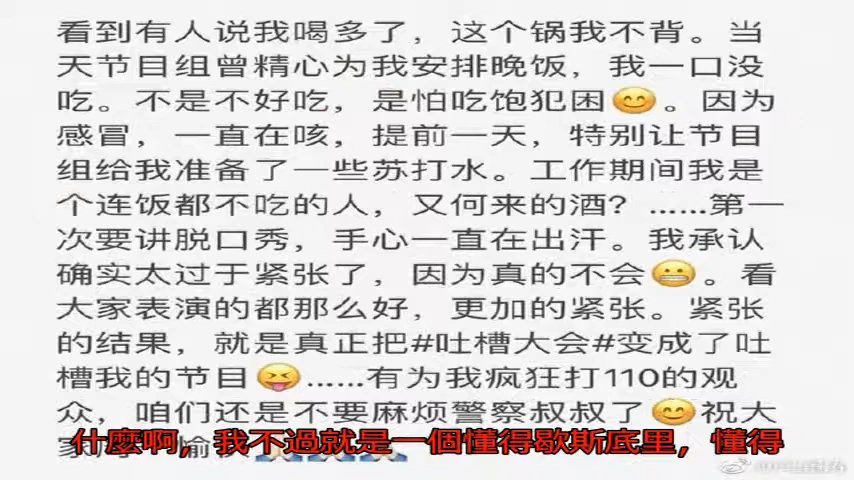 看到有人说我喝多了，这个锅我不背。当
天节目组曾精心为我安排晚饭，我一口没
吃。不是不好吃，是怕吃饱犯困😊。因为
感冒，一直在咳，提前一天，特别让节目
组给我准备了一些苏打水。工作期间我是
个连饭都不吃的人，又何来的酒？……第一
次要讲脱口秀，手心一直在出汗。我承认
确实太过于紧张了，因为真的不会😬。看
大家表演的都那么好，更加的紧张。紧张
的结果，就是真正把#吐槽大会#变成了吐
槽我的节目😝……有为我疯狂打110的观
众，咱们还是不要麻烦警察叔叔了😊祝大
什麼啊，我不過就是一個懂得歇斯底里，懂得